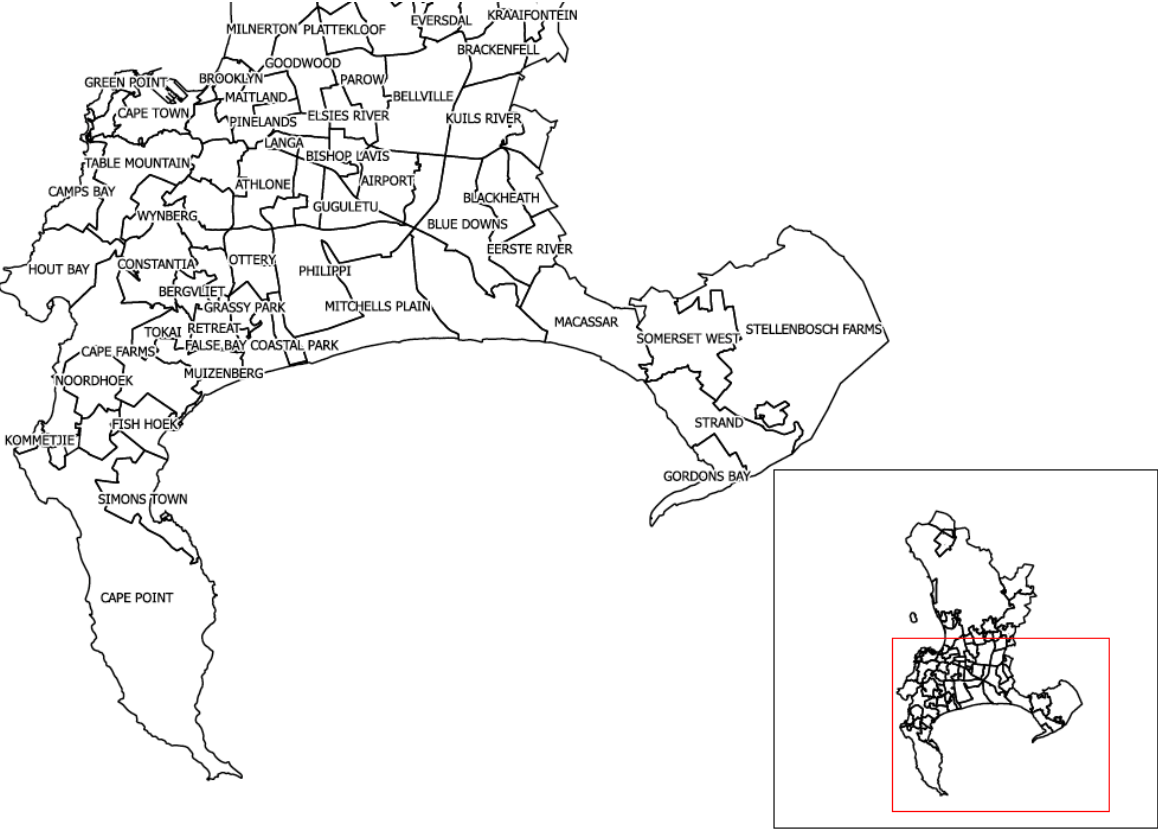 EVERSDAL
KRAAIFONTEIN
MILNERTON
PLATTEKLOOF
BRACKENFELL
GOODWOOD
GREEN POINT
BROOKLYN
PAROW
MAITLAND
BELLVILLE
CAPE TOWN
PINELANDS
ELSIES RIVER
KUILS RIVER
LANGA
TABLE MOUNTAIN
BISHOP LAVIS
CAMPS BAY
ATHLONE
AIRPORT
BLACKHEATH
WYNBERG
GUGULETU
BLUE DOWNS
EERSTE RIVER
HOUT BAY
CONSTANTIA
OTTERY
PHILIPPI
BERGVLIET
GRASSY PARK
MITCHELLS PLAIN
MACASSAR
STELLENBOSCH FARMS
TOKAI
RETREAT
SOMERSET WEST
CAPE FARMS
FALSE BAY COASTAL PARK
NOORDHOEK
MUIZENBERG
FISH HOEK
STRAND
KOMMETJIE
GORDONS BAY
SIMONS TOWN
CAPE POINT